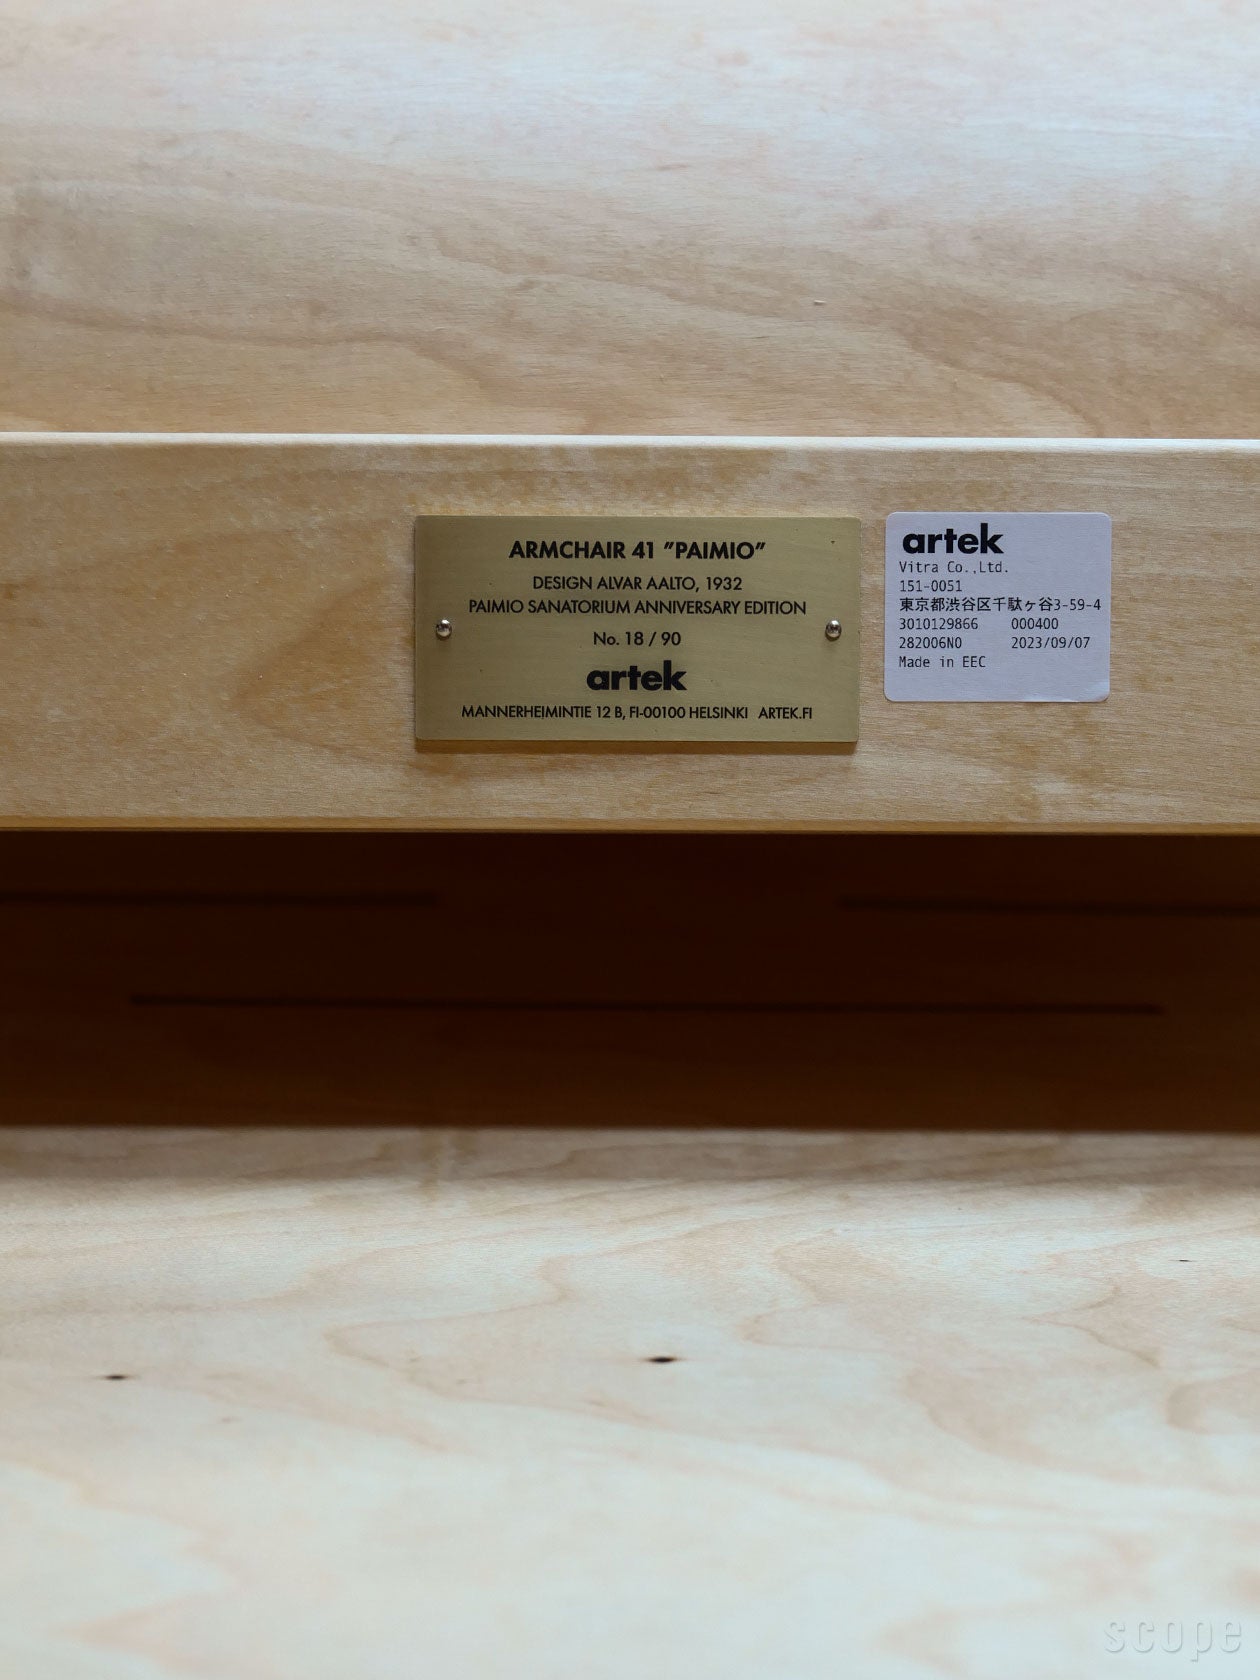 ARMCHAIR 41 "PAIMIO"
DESIGN ALVAR AALTO, 1932
PAIMIO SANATORIUM ANNIVERSARY EDITION
No. 18 / 90
artek
MANNERHEIMINTIE 12 B, FI-00100 HELSINKI ARTEK.FI
artek
Vitra Co.,Ltd.
151-0051
東京都渋谷区千駄ヶ谷3-59-4
3010129866 000400
282006N0 2023/09/07
Made in EEC
scope